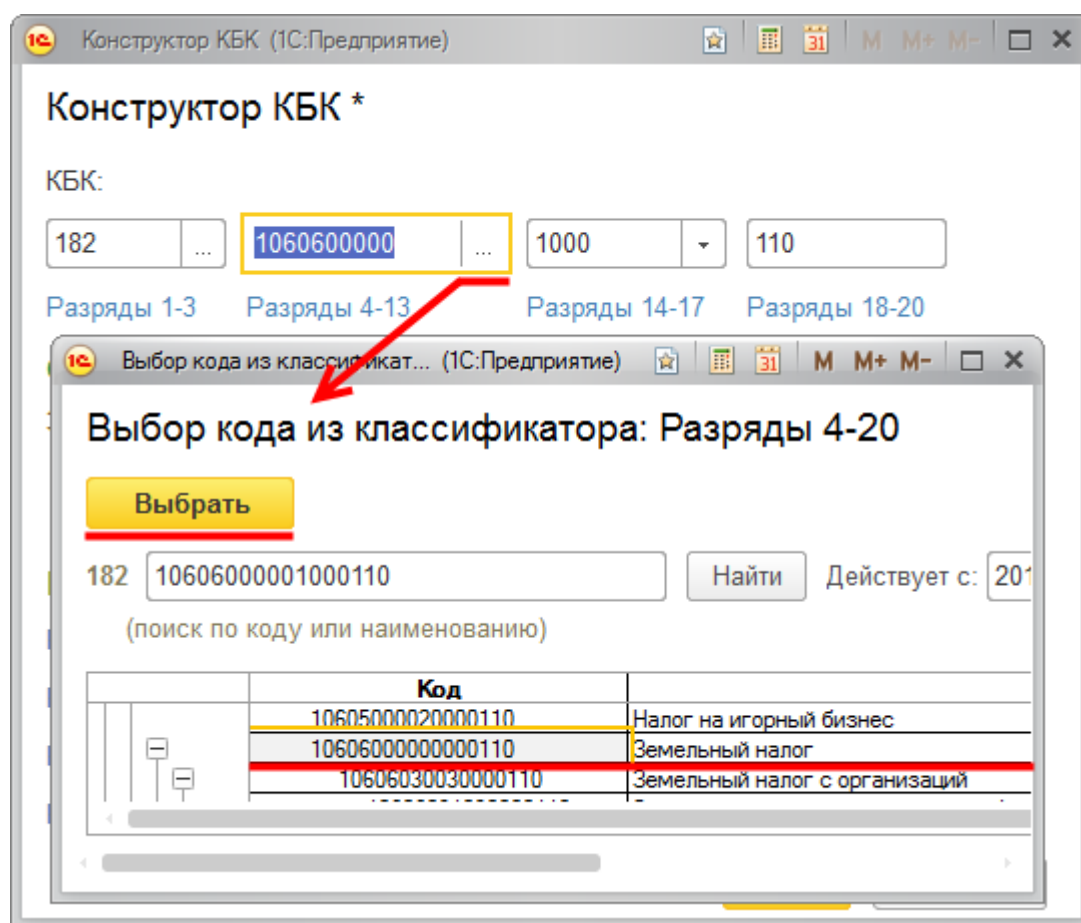 Конструктор КБК (1С:Предприятие) 31 M M+ M-
Конструктор КБК *
КБК:
182 ... 1060600000 ... 1000 110
Разряды 1-3 Разряды 4-13 Разряды 14-17 Разряды 18-20
Выбор кода из классификат... (1С:Предприятие) 31 M M+ M-
Выбор кода из классификатора: Разряды 4-20
Выбрать
182 10606000001000110 Найти Действует с: 201
(поиск по коду или наименованию)
Код
10605000020000110 Налог на игорный бизнес
10606000000000110 Земельный налог
10606030030000110 Земельный налог с организаций